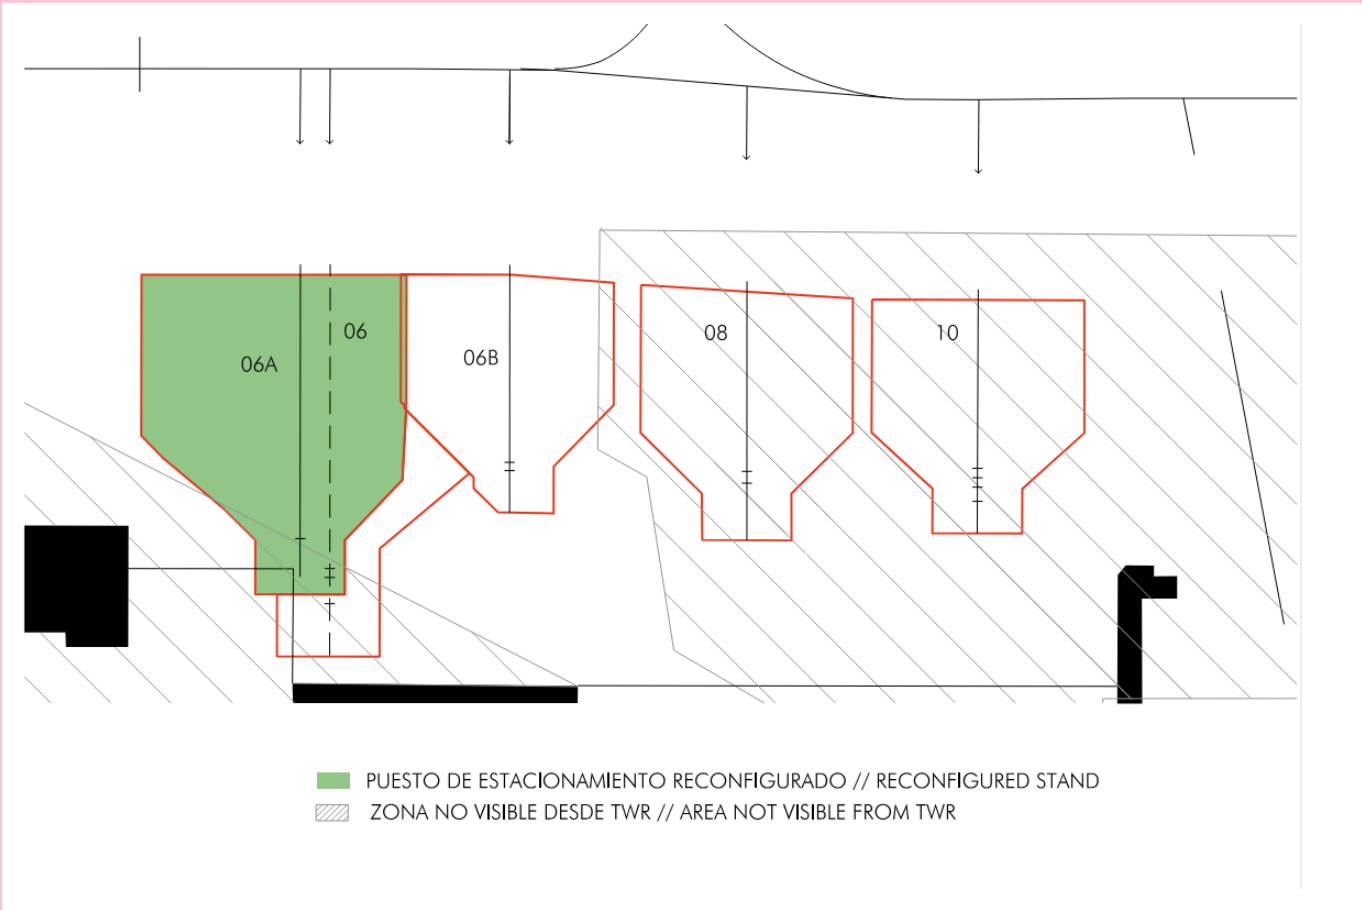 06
06A
06B
08
10
PUESTO DE ESTACIONAMIENTO RECONFIGURADO // RECONFIGURED STAND
ZONA NO VISIBLE DESDE TWR // AREA NOT VISIBLE FROM TWR